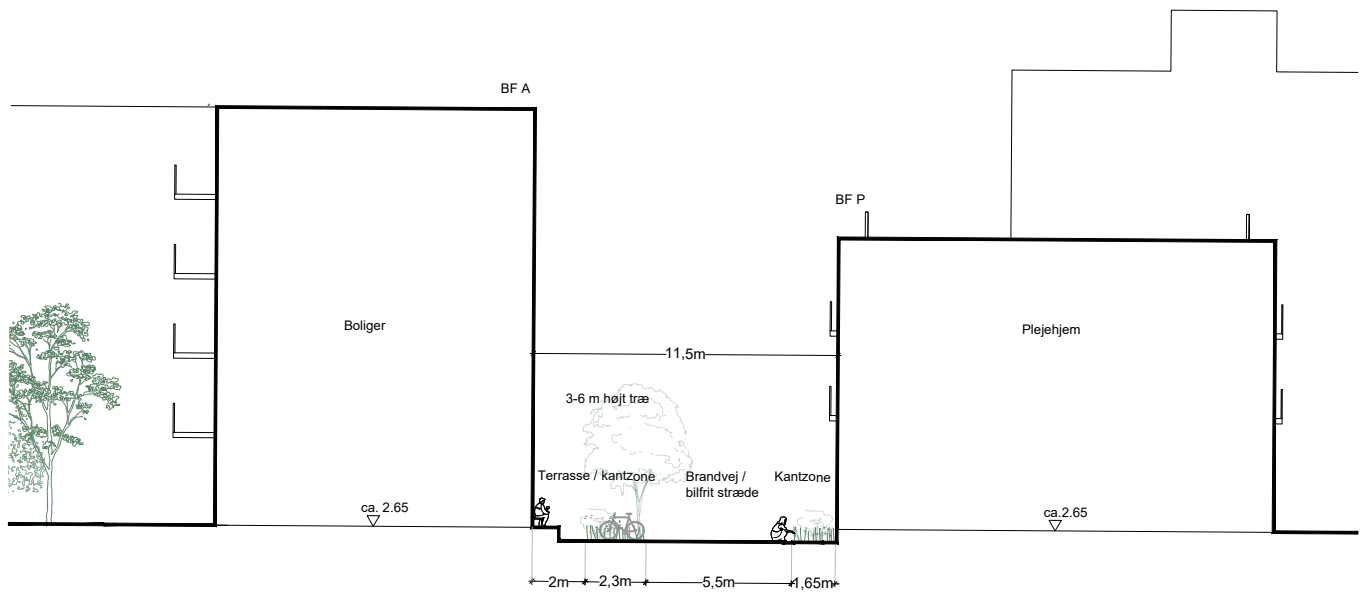 BF A
BF P
Boliger
Plejehjem
11,5m
3-6 m højt træ
Terrasse / kantzone
Brandvej /
bilfrit stræde
Kantzone
ca. 2.65
ca.2.65
2m
2,3m
5,5m
1,65m